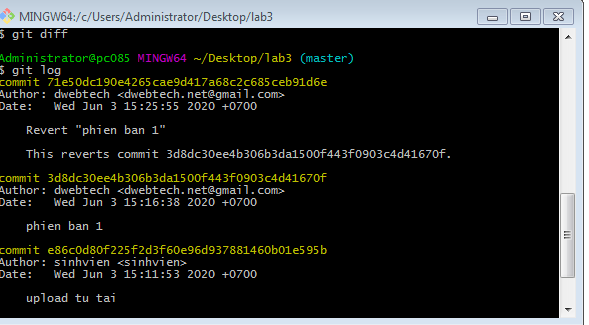 MINGW64:/c/Users/Administrator/Desktop/lab3
$ git diff
Administrator@pc085 MINGW64 ~/Desktop/lab3 (master)
$ git log
commit 71e50dc190e4265cae9d417a68c2c685ceb91d6e
Author: dwebtech <dwebtech.net@gmail.com>
Date:   Wed Jun 3 15:25:55 2020 +0700
Revert "phien ban 1"
This reverts commit 3d8dc30ee4b306b3da1500f443f0903c4d41670f.
commit 3d8dc30ee4b306b3da1500f443f0903c4d41670f
Author: dwebtech <dwebtech.net@gmail.com>
Date:   Wed Jun 3 15:16:38 2020 +0700
phien ban 1
commit e86c0d80f225f2d3f60e96d937881460b01e595b
Author: sinhvien <sinhvien>
Date:   Wed Jun 3 15:11:53 2020 +0700
upload tu tai